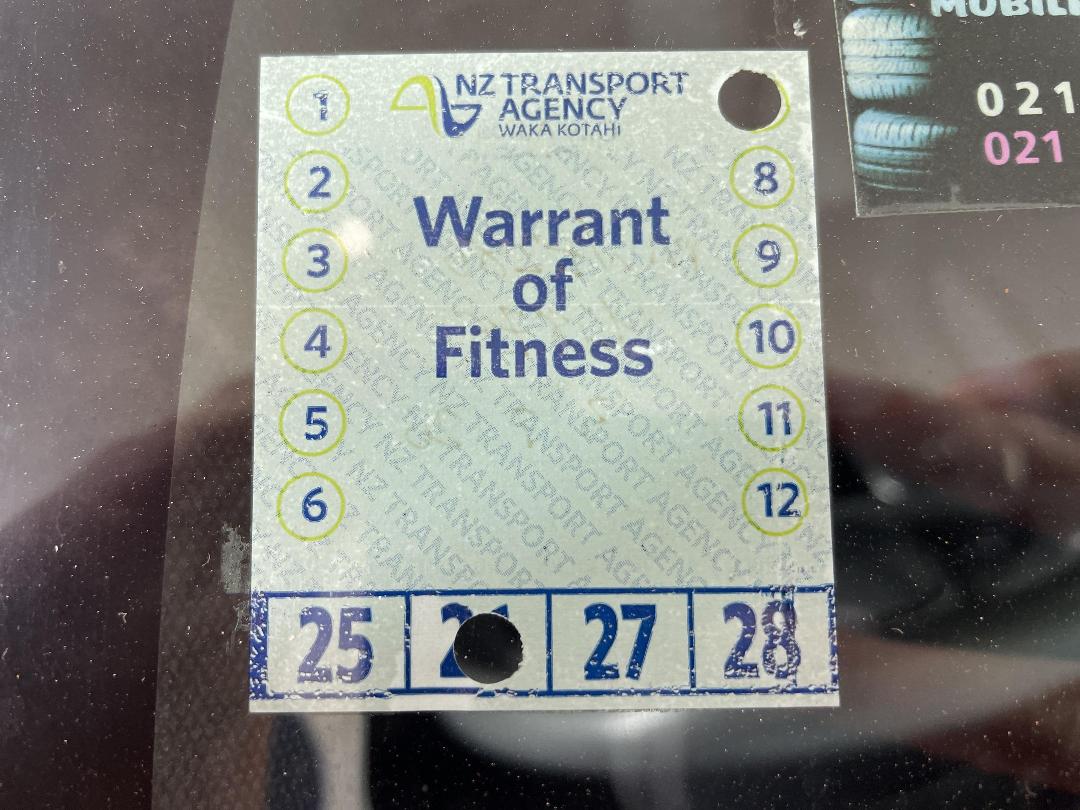 MOBIL
021
021
1
NZ TRANSPORT
AGENCY
WAKA KOTAHI
2
8
Warrant
of
Fitness
3
9
4
10
5
11
6
12
25
27
28